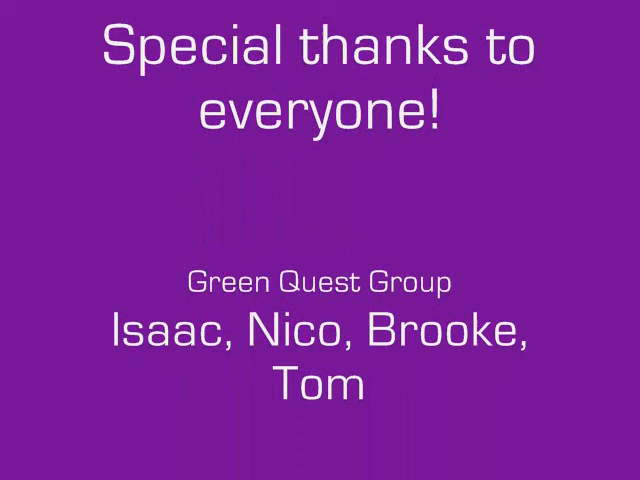 Special thanks to
everyone!
Green Quest Group
Isaac, Nico, Brooke,
Tom